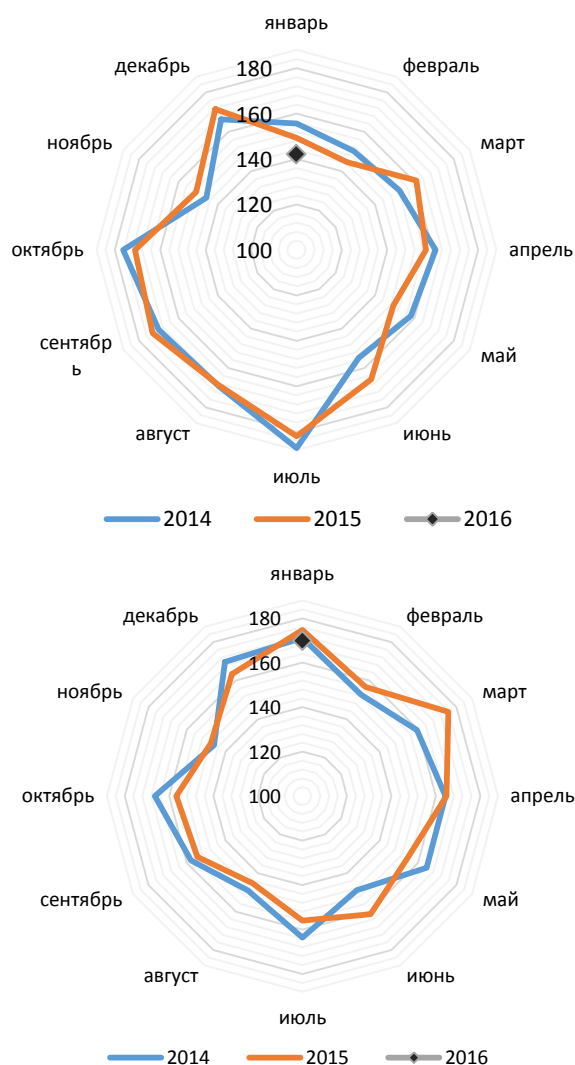 январь
декабрь
180
февраль
160
ноябрь
140
март
120
октябрь
100
апрель
сентябр
ь
май
август
июнь
июль
2014 2015 2016
январь
декабрь
180
февраль
160
ноябрь
140
март
120
октябрь
100
апрель
сентябрь
май
август
июнь
июль
2014 2015 2016